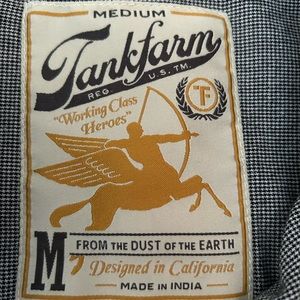 MEDIUM
Tankfarm
REG. U.S. TM.
"Working Class
Heroes"
TF
M
FROM THE DUST OF THE EARTH
Designed in California
MADE IN INDIA